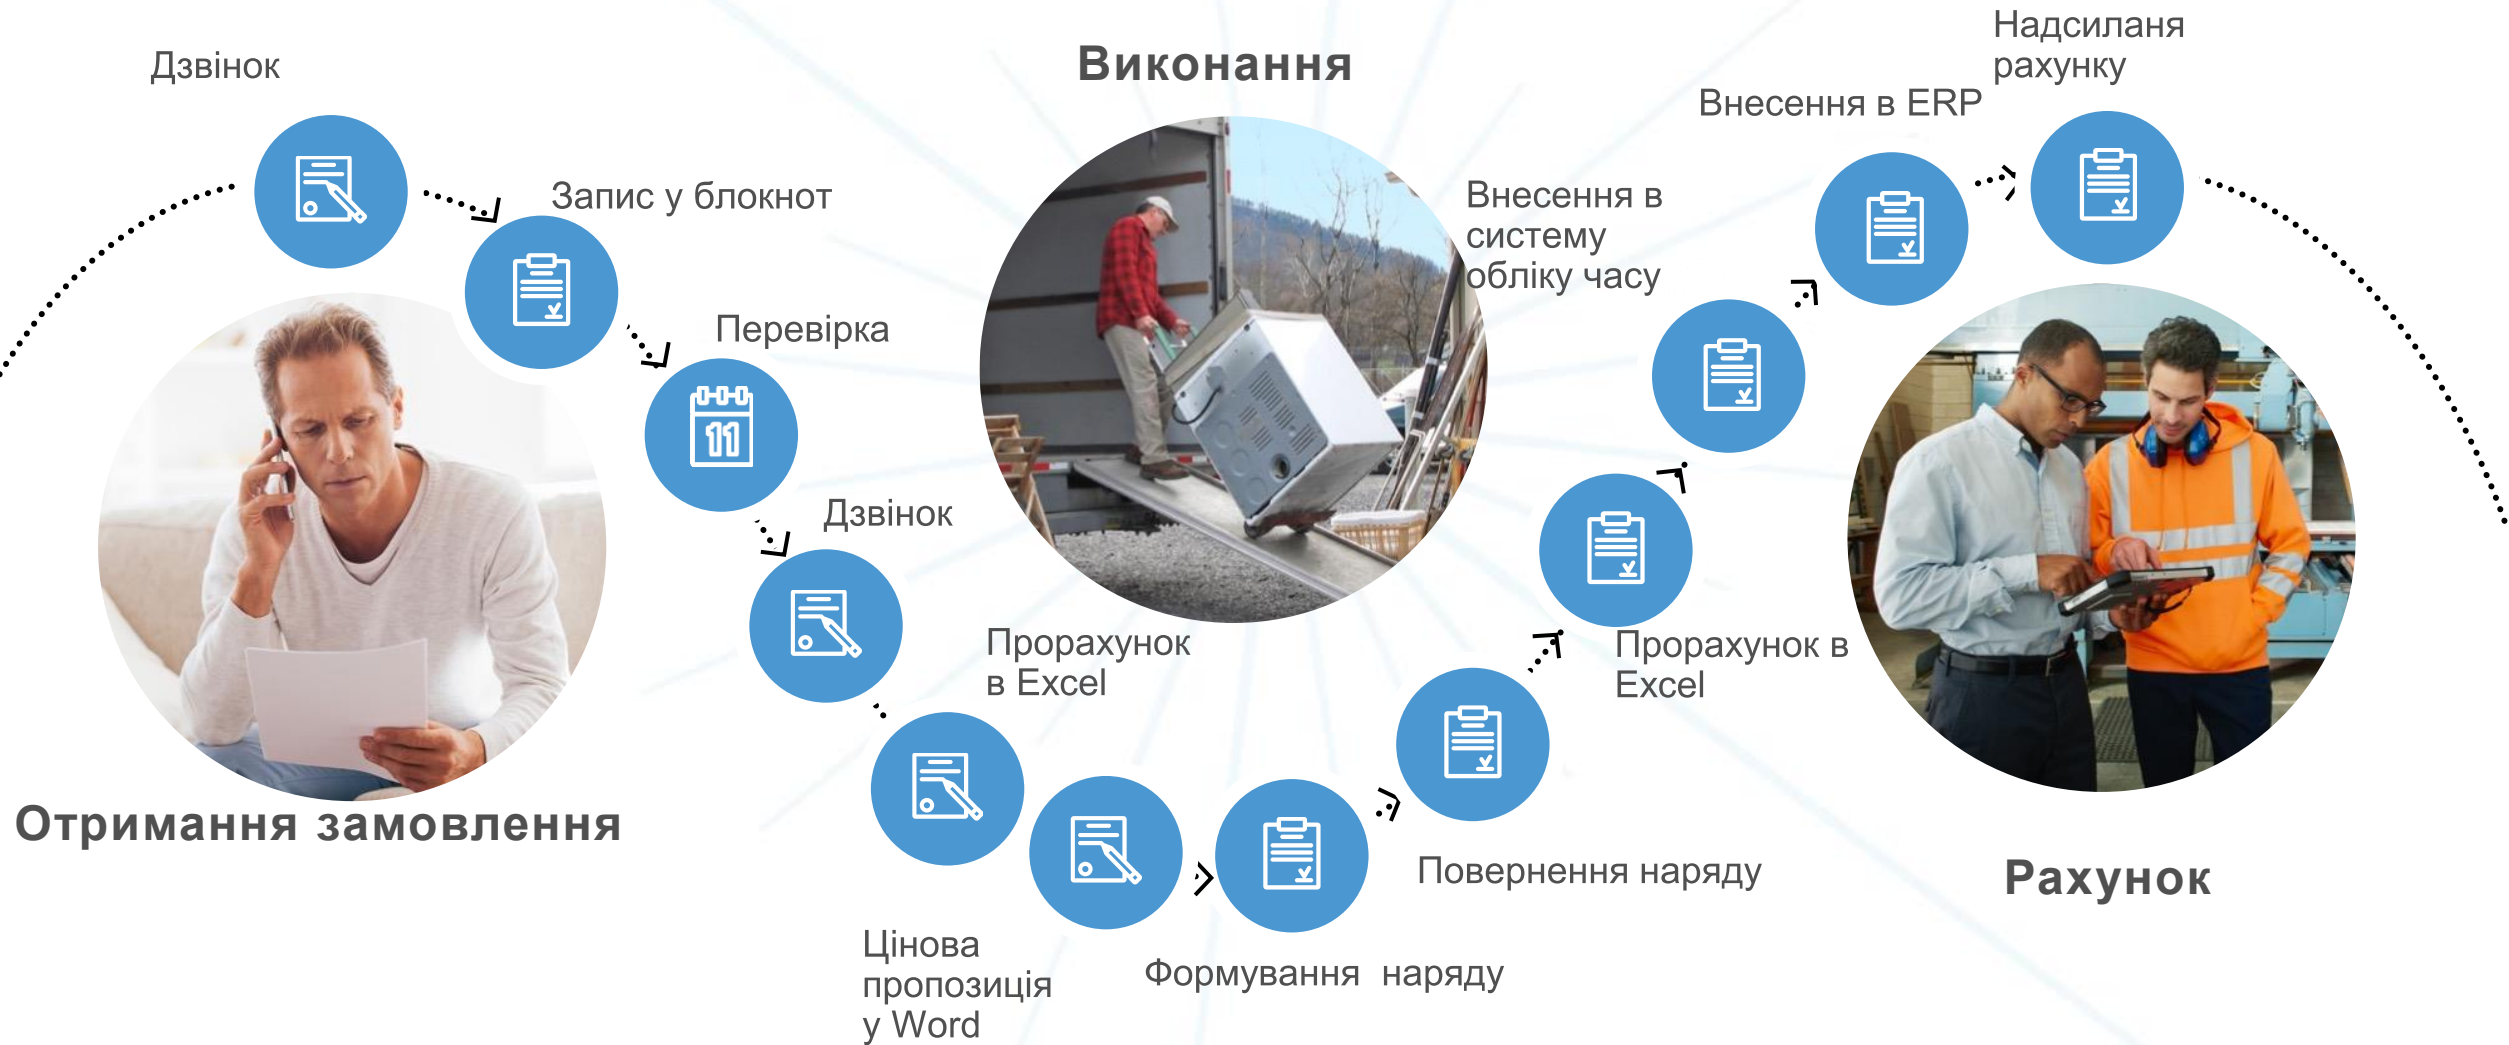 Дзвінок
Запис у блокнот
Перевірка
Дзвінок
Прорахунок
в Excel
Цінова
пропозиція
у Word
Формування  наряду
Повернення наряду
Прорахунок в
Excel
Внесення в
систему
обліку часу
Внесення в ERP
Надсиланя
рахунку
Отримання замовлення
Виконання
Рахунок
11